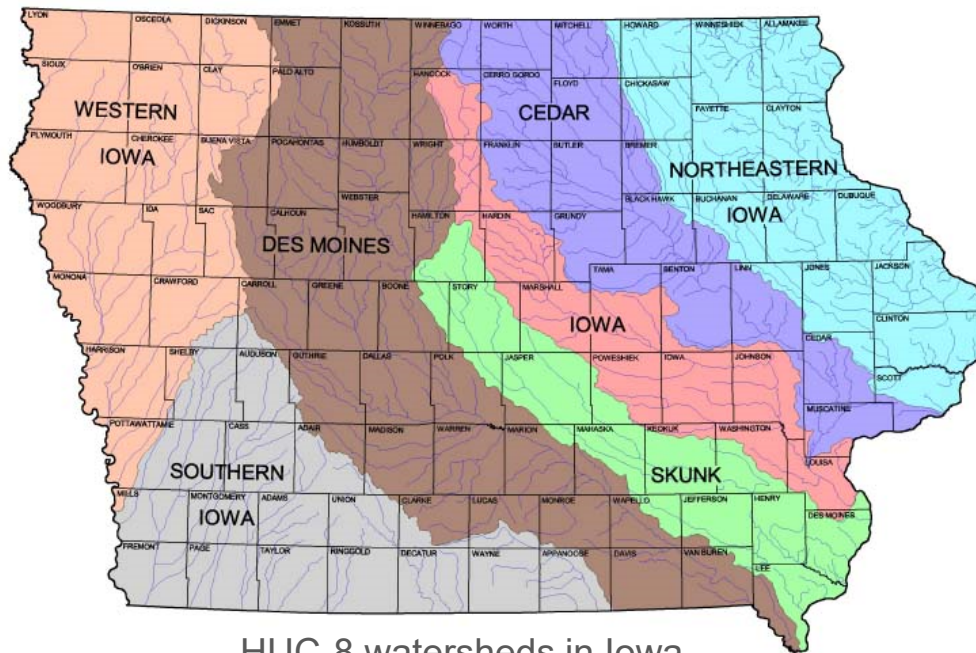 LYON OSCEOLA DICKINSON EMMET KOSSUTH WINNEBAGO WORTH MITCHELL HOWARD WINNESHIEK ALLAMAKEE
SIOUX O'BRIEN CLAY PALO ALTO HANCOCK CERRO GORDO FLOYD CHICKASAW
WESTERN
CEDAR
FAYETTE CLAYTON
PLYMOUTH CHEROKEE BUENA VISTA POCAHONTAS HUMBOLDT WRIGHT FRANKLIN BUTLER BREMER
IOWA
NORTHEASTERN
WOODBURY IDA SAC CALHOUN WEBSTER HAMILTON HARDIN GRUNDY BLACK HAWK BUCHANAN DELAWARE DUBUQUE
IOWA
DES MOINES
MONONA CRAWFORD CARROLL GREENE BOONE STORY MARSHALL TAMA BENTON LINN JONES JACKSON
IOWA
CLINTON
CEDAR
HARRISON SHELBY AUDUBON GUTHRIE DALLAS POLK JASPER POWESHIEK IOWA JOHNSON SCOTT
MUSCATINE
POTTAWATTAMIE CASS ADAIR MADISON WARREN MARION MAHASKA KEOKUK WASHINGTON
LOUISA
SOUTHERN
SKUNK
MILLS MONTGOMERY ADAMS UNION CLARKE LUCAS MONROE WAPELLO JEFFERSON HENRY DES MOINES
IOWA
FREMONT PAGE TAYLOR RINGGOLD DECATUR WAYNE APPANOOSE DAVIS VAN BUREN LEE
HUC-8 watersheds in Iowa